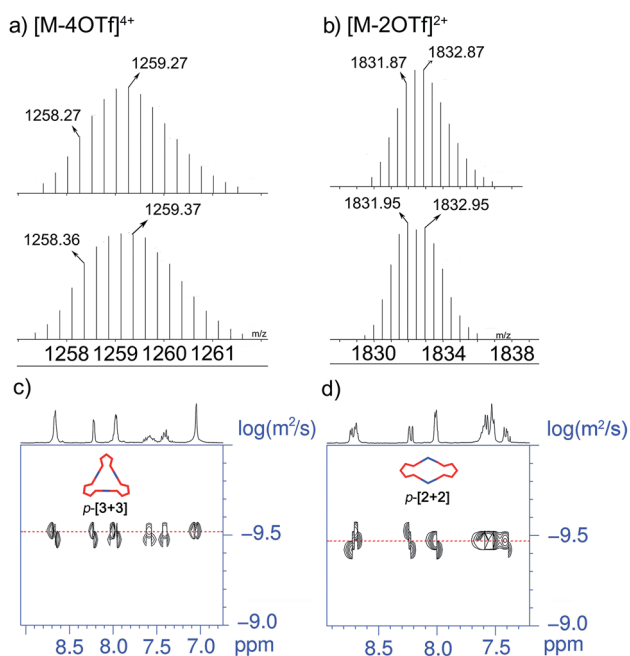 a) [M-4OTf]4+
b) [M-2OTf]2+
1259.27
1258.27
1831.87
1832.87
1259.37
1258.36
1831.95
1832.95
m/z
m/z
1258
1259
1260
1261
1830
1834
1838
c)
d)
log(m2/s)
log(m2/s)
p-[3+3]
p-[2+2]
−9.5
−9.5
−9.0
−9.0
8.5
8.0
7.5
7.0
ppm
8.5
8.0
7.5
ppm